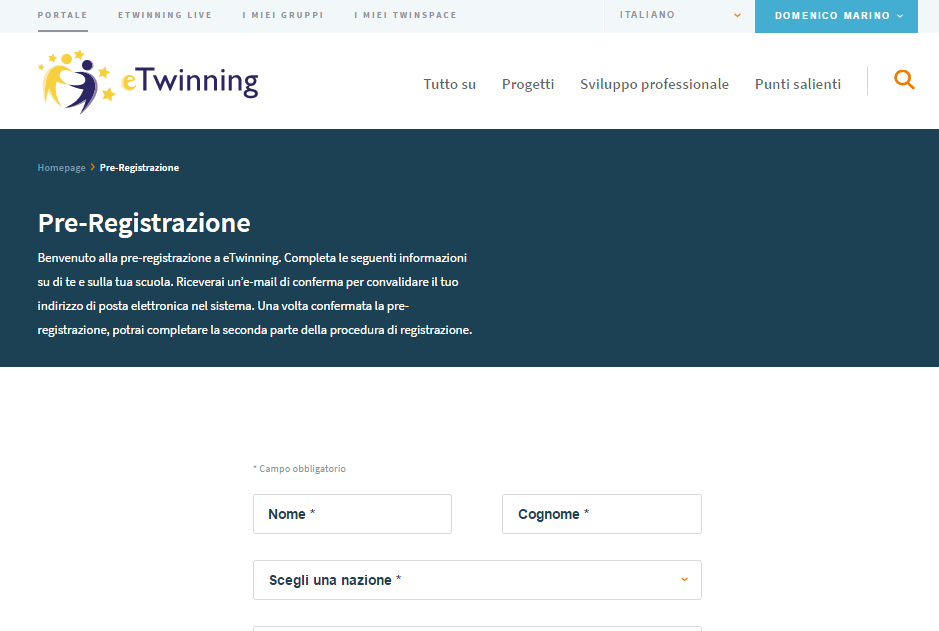 PORTALE ETWINNING LIVE I MIEI GRUPPI I MIEI TWINSPACE ITALIANO DOMENICO MARINO
eTwinning
Tutto su Progetti Sviluppo professionale Punti salienti
Homepage Pre-Registrazione
Pre-Registrazione
Benvenuto alla pre-registrazione a eTwinning. Completa le seguenti informazioni
su di te e sulla tua scuola. Riceverai un'e-mail di conferma per convalidare il tuo
indirizzo di posta elettronica nel sistema. Una volta confermata la pre-
registrazione, potrai completare la seconda parte della procedura di registrazione.
* Campo obbligatorio
Nome * Cognome *
Scegli una nazione *